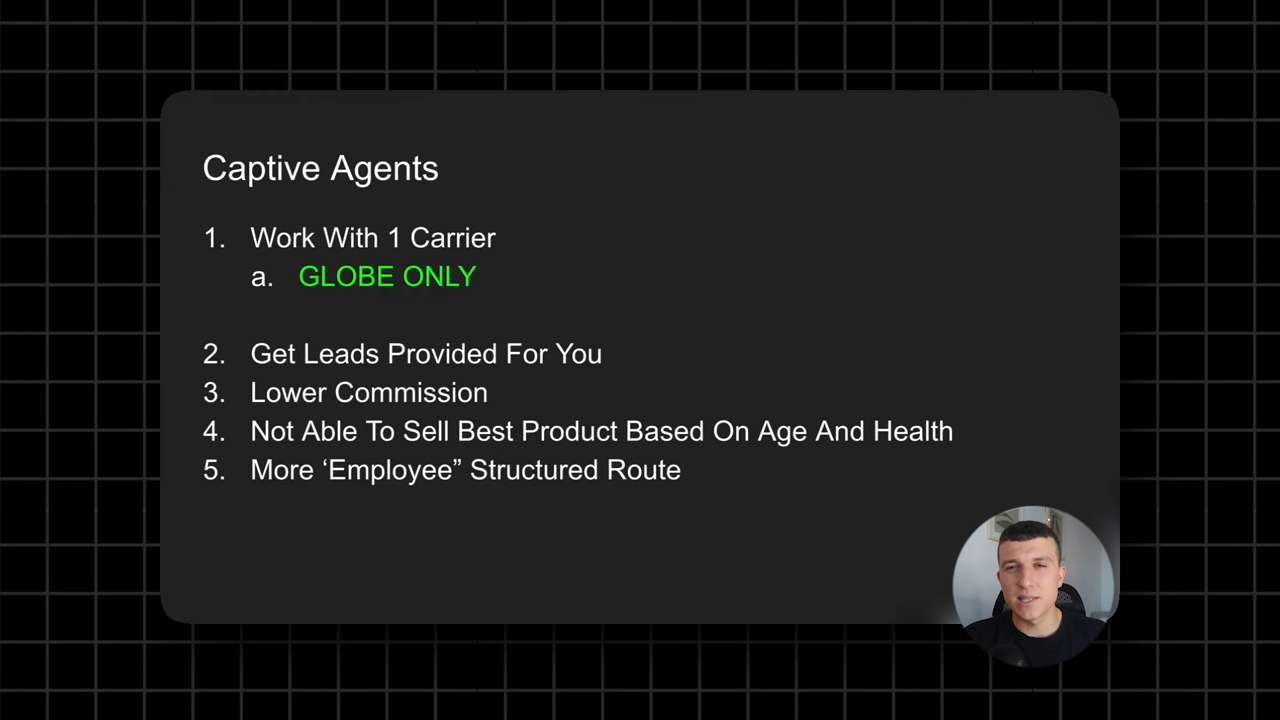 Captive Agents
1. Work With 1 Carrier
a. GLOBE ONLY
2. Get Leads Provided For You
3. Lower Commission
4. Not Able To Sell Best Product Based On Age And Health
5. More ‘Employee” Structured Route